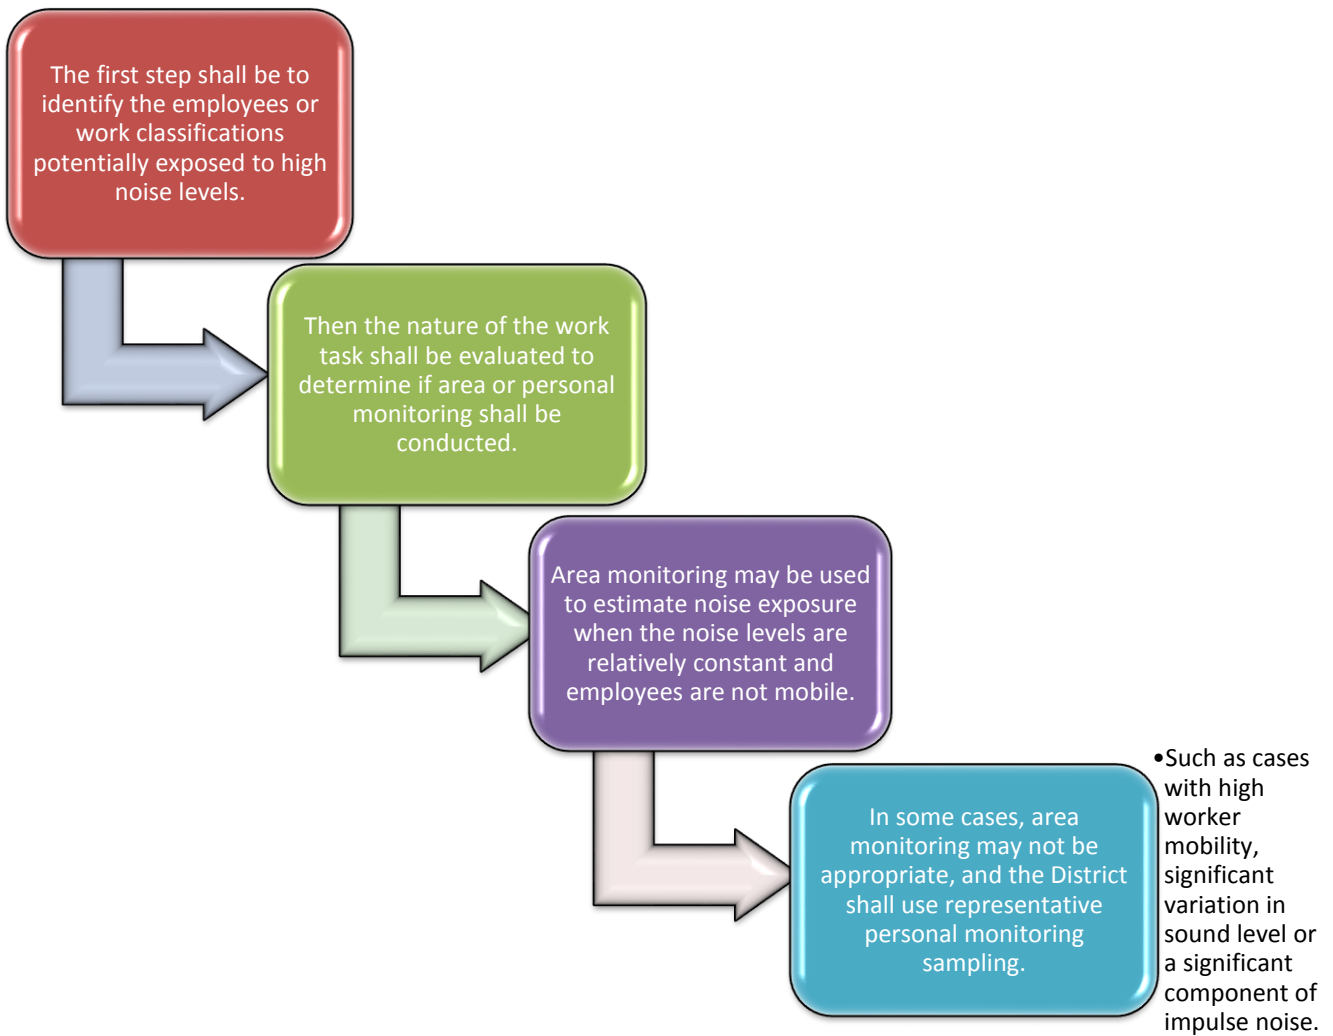 The first step shall be to
identify the employees or
work classifications
potentially exposed to high
noise levels.
Then the nature of the work
task shall be evaluated to
determine if area or personal
monitoring shall be
conducted.
Area monitoring may be used
to estimate noise exposure
when the noise levels are
relatively constant and
employees are not mobile.
In some cases, area
monitoring may not be
appropriate, and the District
shall use representative
personal monitoring
sampling.
•Such as cases
with high
worker
mobility,
significant
variation in
sound level or
a significant
component of
impulse noise.